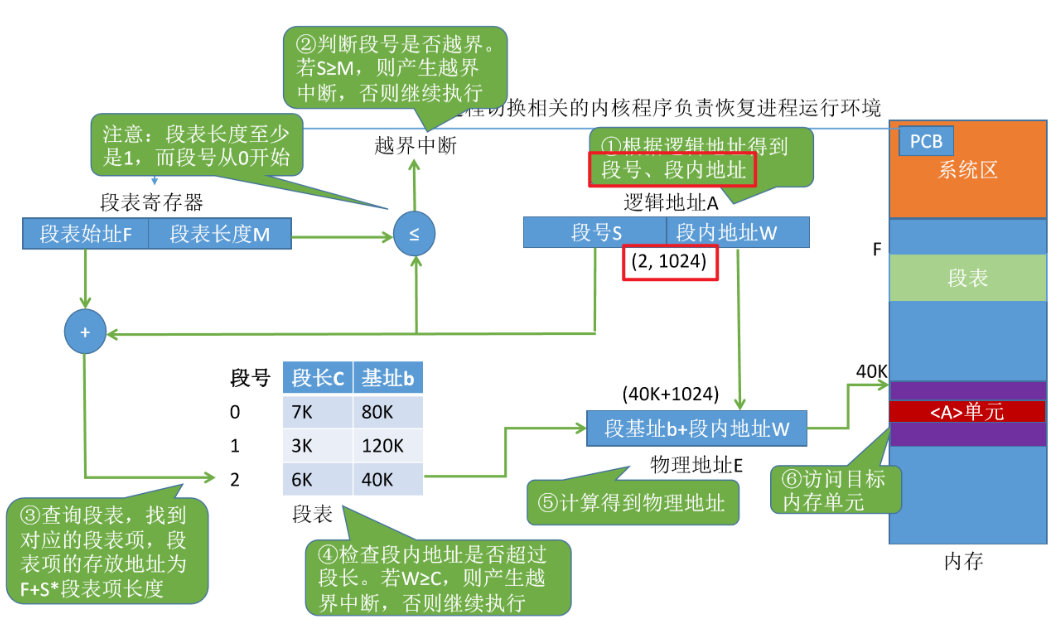 ②判断段号是否越界。
若S≥M，则产生越界
中断，否则继续执行
程切换相关的内核程序负责恢复进程运行环境
注意：段表长度至少
是1，而段号从0开始
越界中断
①根据逻辑地址得到
段号、段内地址
PCB
系统区
段表寄存器
逻辑地址A
段表始址F
段表长度M
≤
段号S
段内地址W
(2, 1024)
F
段表
+
段号
段长C
基址b
0
7K
80K
1
3K
120K
2
6K
40K
段表
40K
(40K+1024)
<A>单元
段基址b+段内地址W
物理地址E
⑤计算得到物理地址
⑥访问目标
内存单元
③查询段表，找到
对应的段表项，段
表项的存放地址为
F+S*段表项长度
④检查段内地址是否超过
段长。若W≥C，则产生越
界中断，否则继续执行
内存